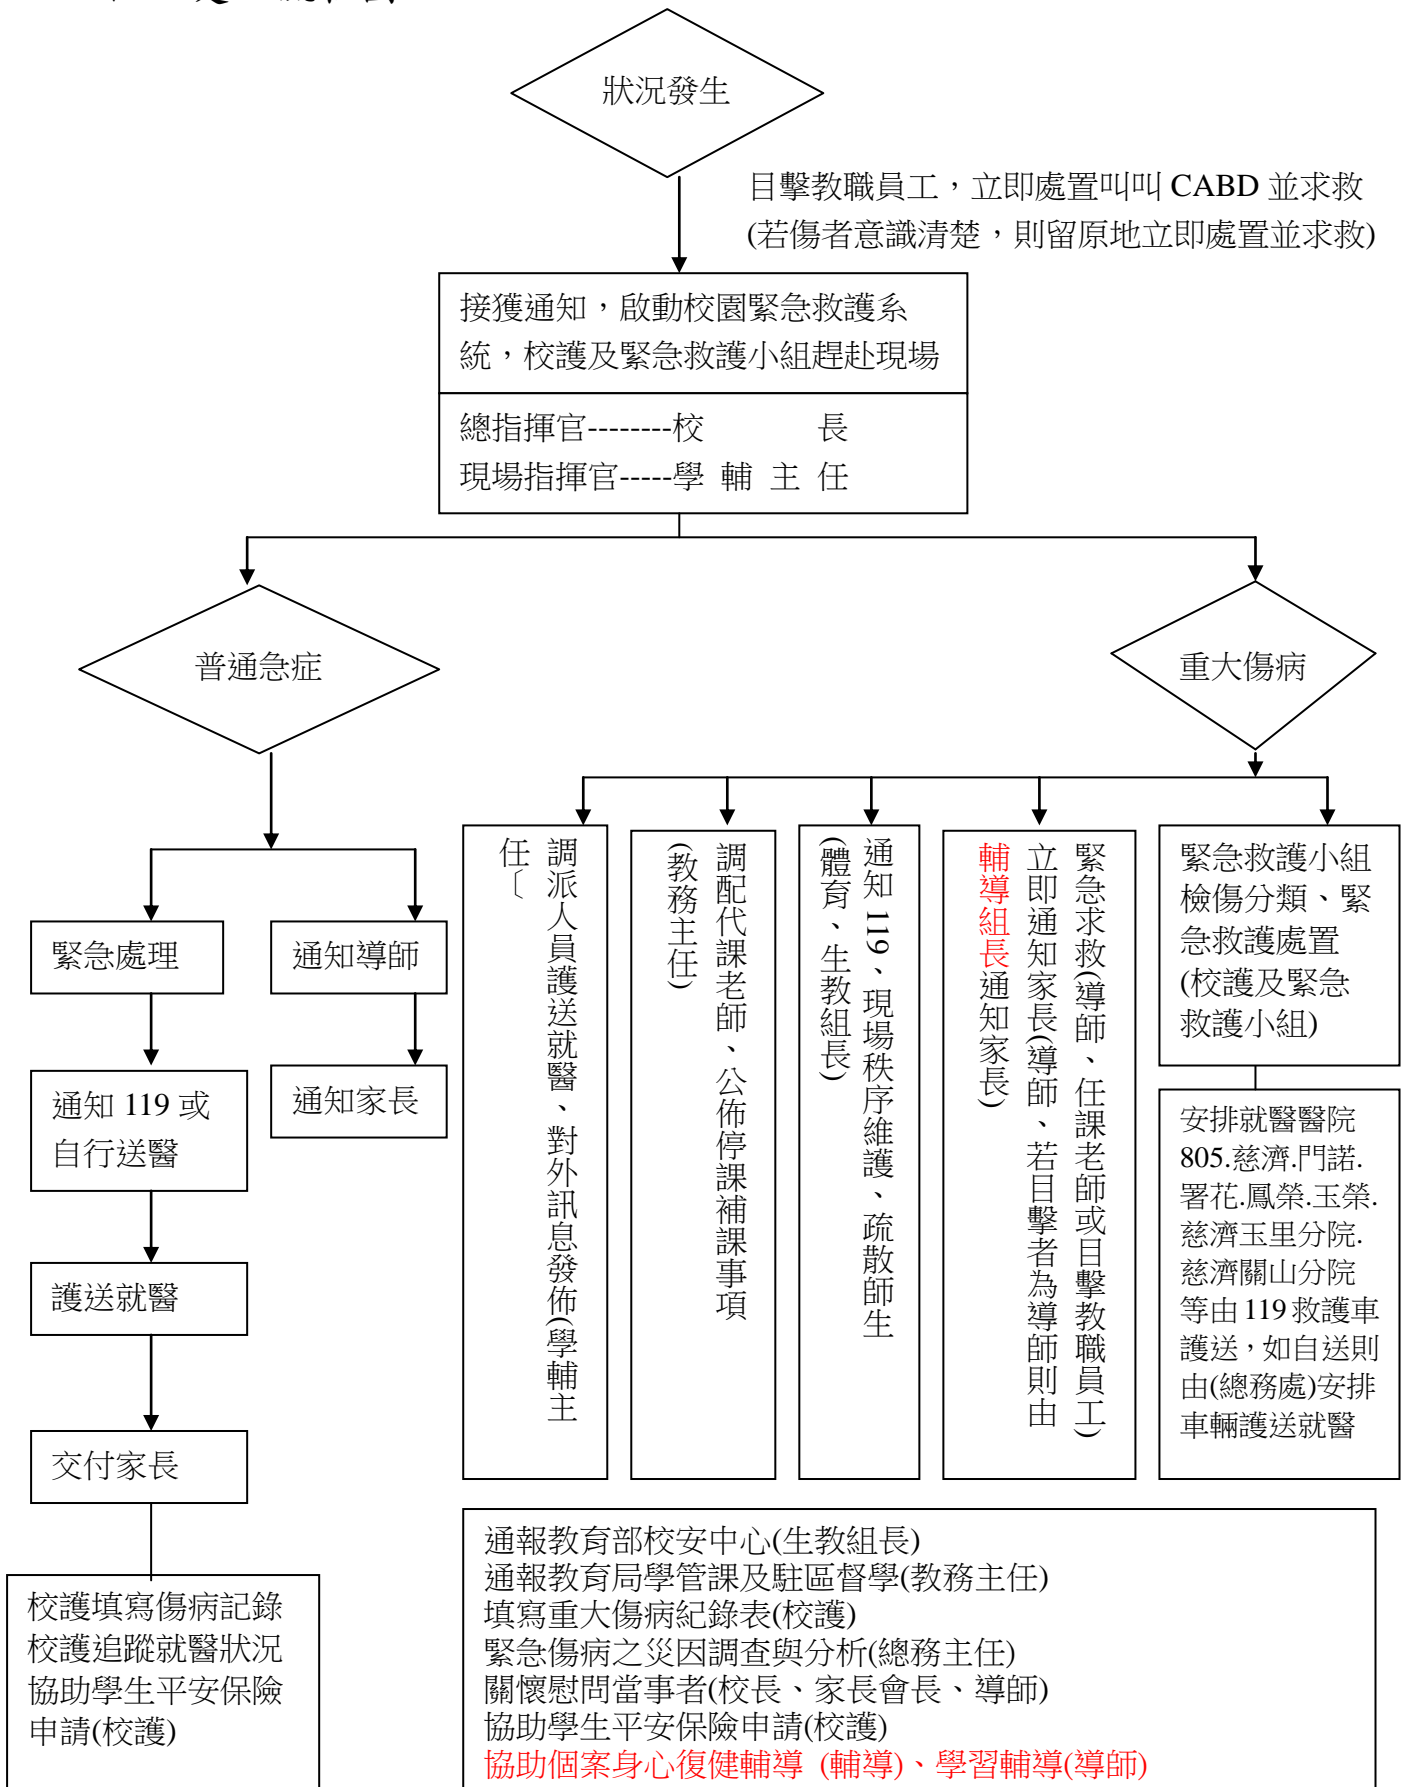 狀況發生
目擊教職員工，立即處置叫叫 CABD 並求救
(若傷者意識清楚，則留原地立即處置並求救)
接獲通知，啟動校園緊急救護系
統，校護及緊急救護小組趕赴現場
總指揮官--------校 長
現場指揮官-----學 輔 主 任
普通急症
重大傷病
緊急處理
通知 119 或
自行送醫
護送就醫
交付家長
校護填寫傷病記錄
校護追蹤就醫狀況
協助學生平安保險
申請(校護)
通知導師
通知家長
調派人員護送就醫、對外訊息發佈(學輔主
任〔
調配代課老師、公佈停課補課事項
(教務主任)
通知 119、現場秩序維護、疏散師生
(體育、生教組長)
緊急求救(導師、任課老師或目擊教職員工)
立即通知家長(導師、若目擊者為導師則由
輔導組長通知家長)
緊急救護小組
檢傷分類、緊
急救護處置
(校護及緊急
救護小組)
安排就醫醫院
805.慈濟.門諾.
署花.鳳榮.玉榮.
慈濟玉里分院.
慈濟關山分院
等由 119 救護車
護送，如自送則
由(總務處)安排
車輛護送就醫
通報教育部校安中心(生教組長)
通報教育局學管課及駐區督學(教務主任)
填寫重大傷病紀錄表(校護)
緊急傷病之災因調查與分析(總務主任)
關懷慰問當事者(校長、家長會長、導師)
協助學生平安保險申請(校護)
協助個案身心復健輔導 (輔導)、學習輔導(導師)